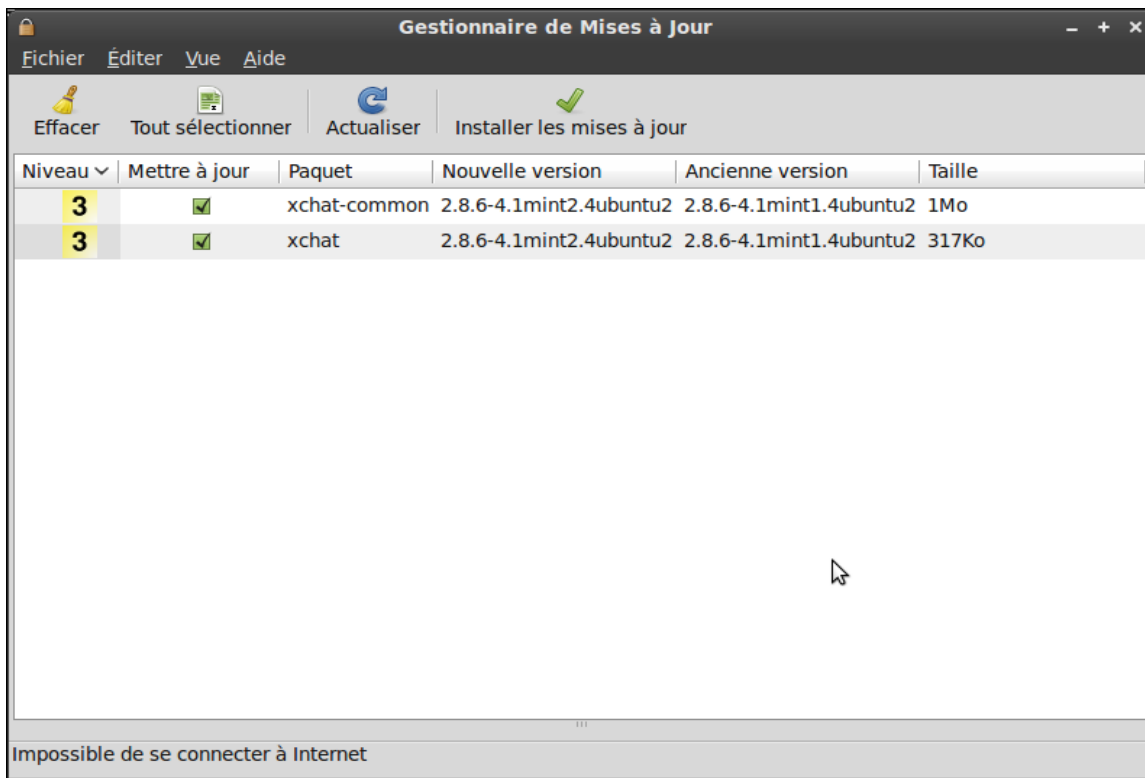 Gestionnaire de Mises à Jour
Fichier Éditer Vue Aide
Effacer Tout sélectionner Actualiser Installer les mises à jour
Niveau Mettre à jour Paquet Nouvelle version Ancienne version Taille
3 xchat-common 2.8.6-4.1mint2.4ubuntu2 2.8.6-4.1mint1.4ubuntu2 1Mo
3 xchat 2.8.6-4.1mint2.4ubuntu2 2.8.6-4.1mint1.4ubuntu2 317Ko
Impossible de se connecter à Internet